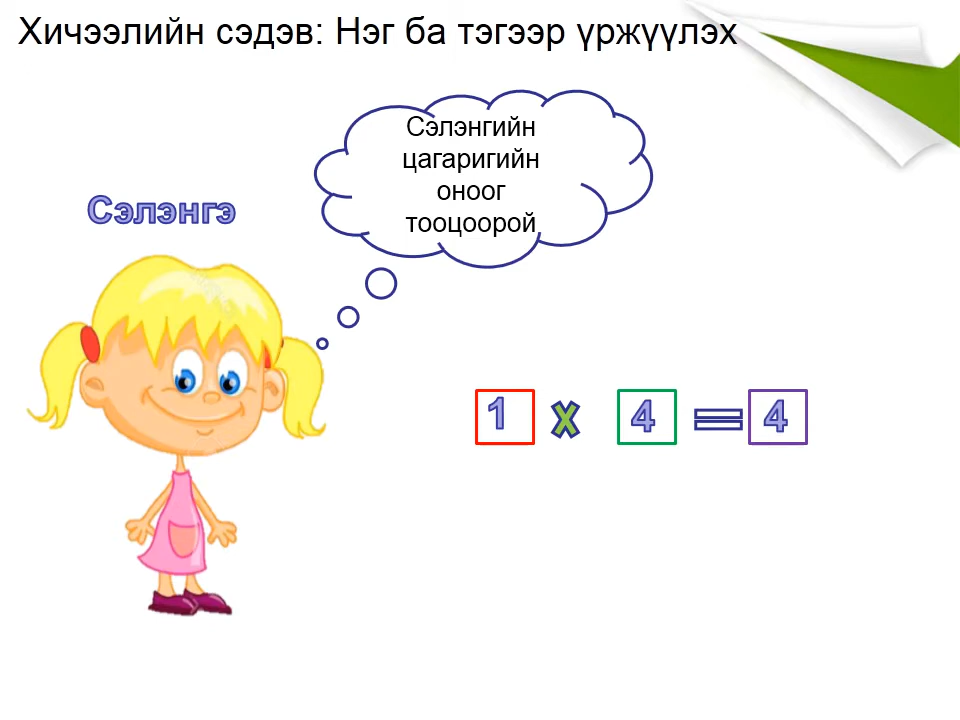 Хичээлийн сэдэв: Нэг ба тэгээр үржүүлэх
Сэлэнгийн
цагаригийн
оноог
тооцоорой
Сэлэнгэ
1 x 4 = 4